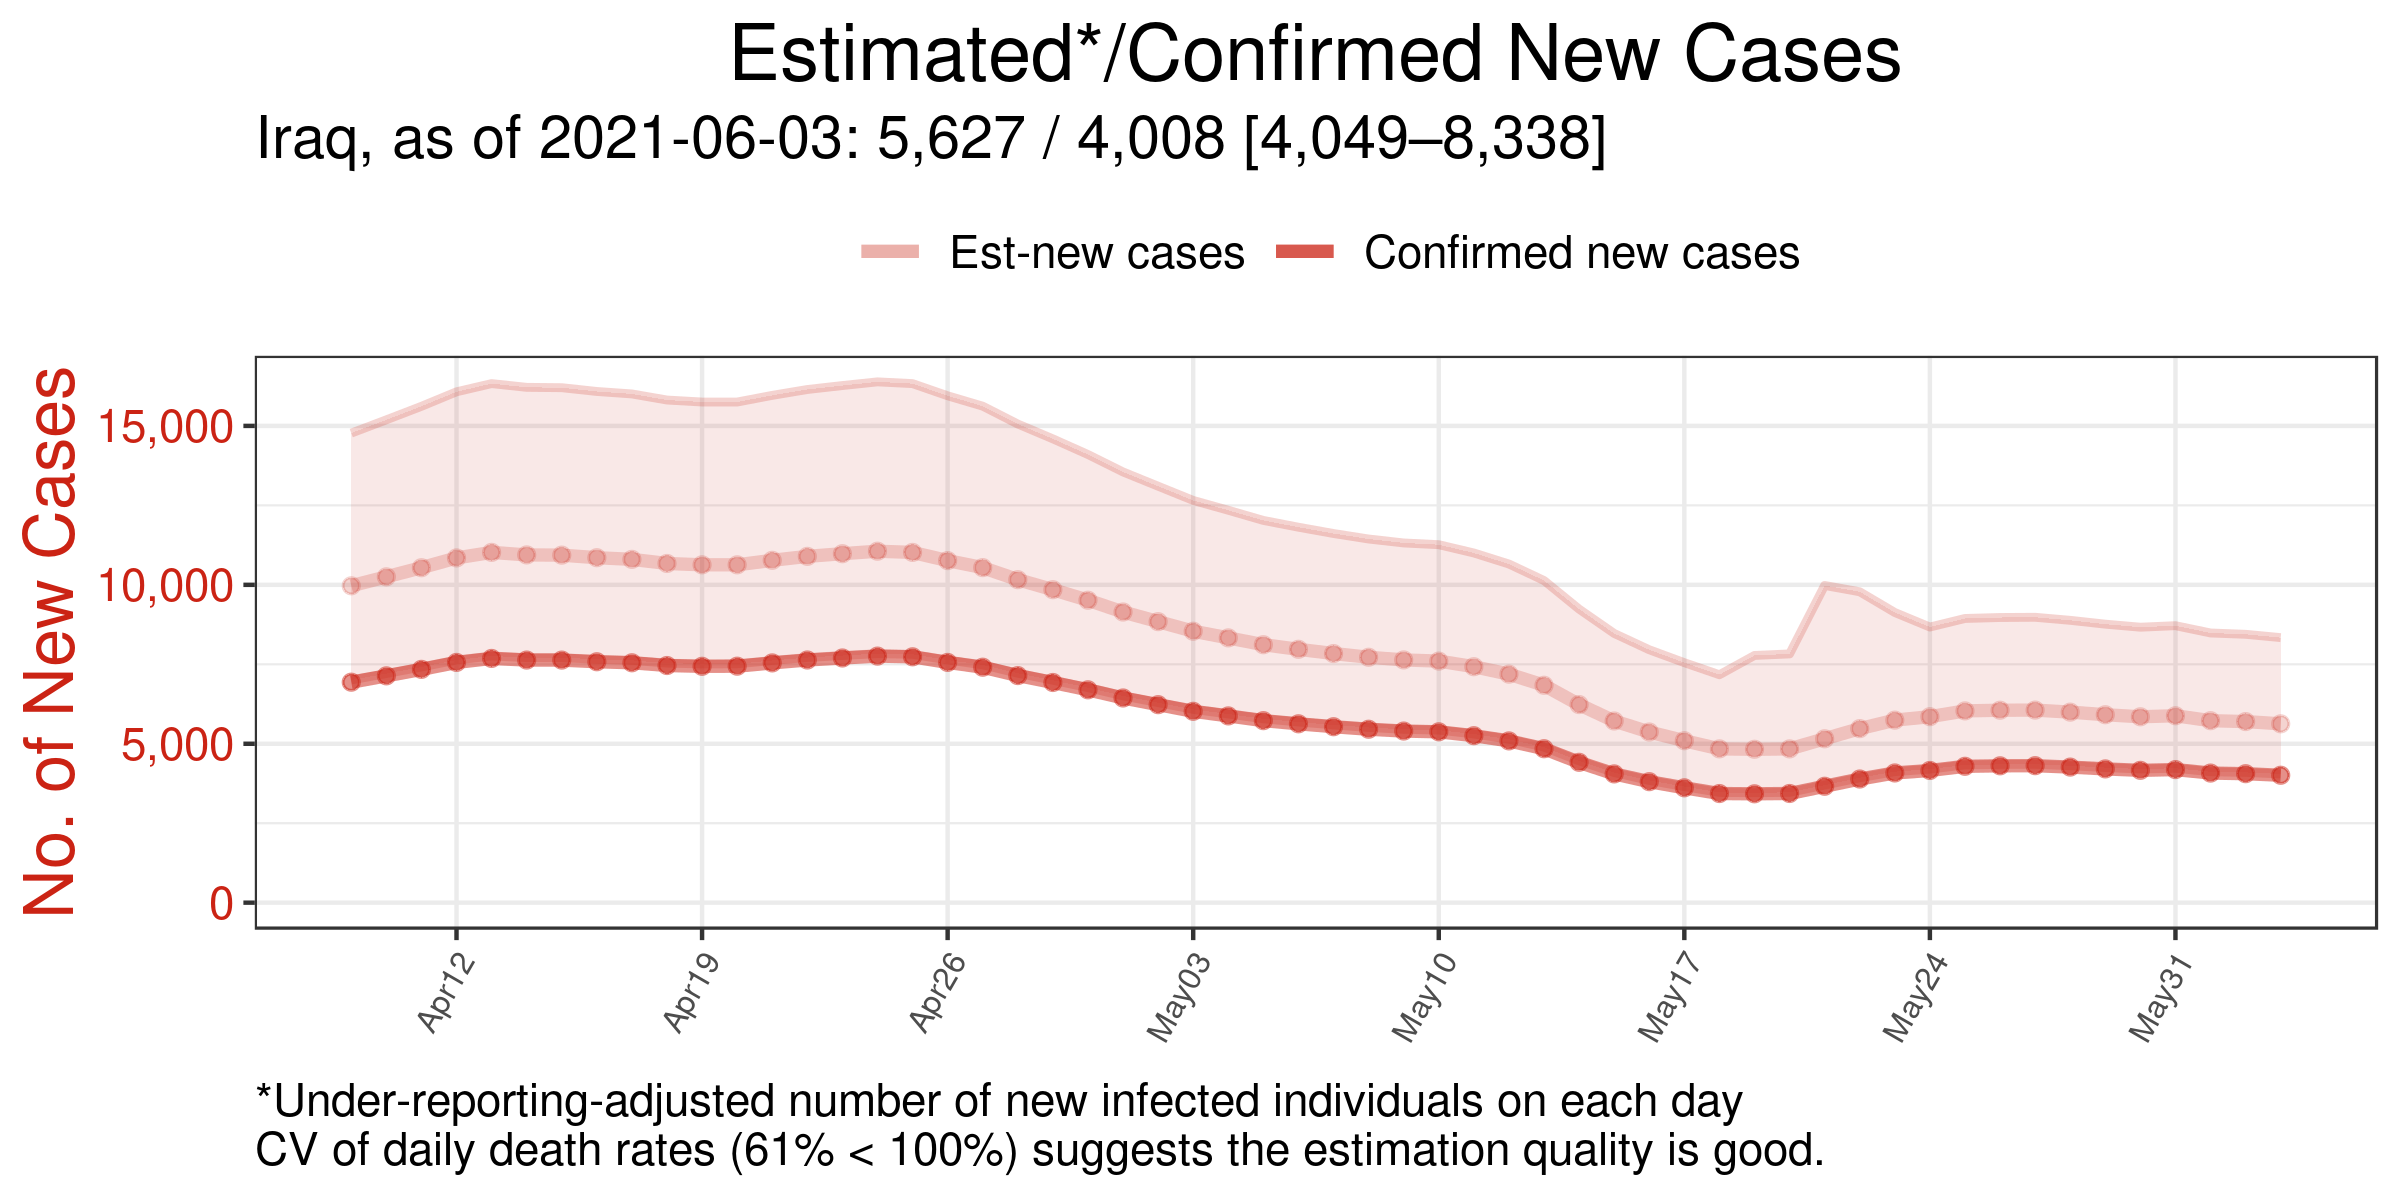 Estimated*/Confirmed New Cases
Iraq, as of 2021-06-03: 5,627 / 4,008 [4,049–8,338]
Est-new cases
Confirmed new cases
No. of New Cases
15,000
10,000
5,000
0
Apr12
Apr19
Apr26
May03
May10
May17
May24
May31
*Under-reporting-adjusted number of new infected individuals on each day
CV of daily death rates (61% < 100%) suggests the estimation quality is good.